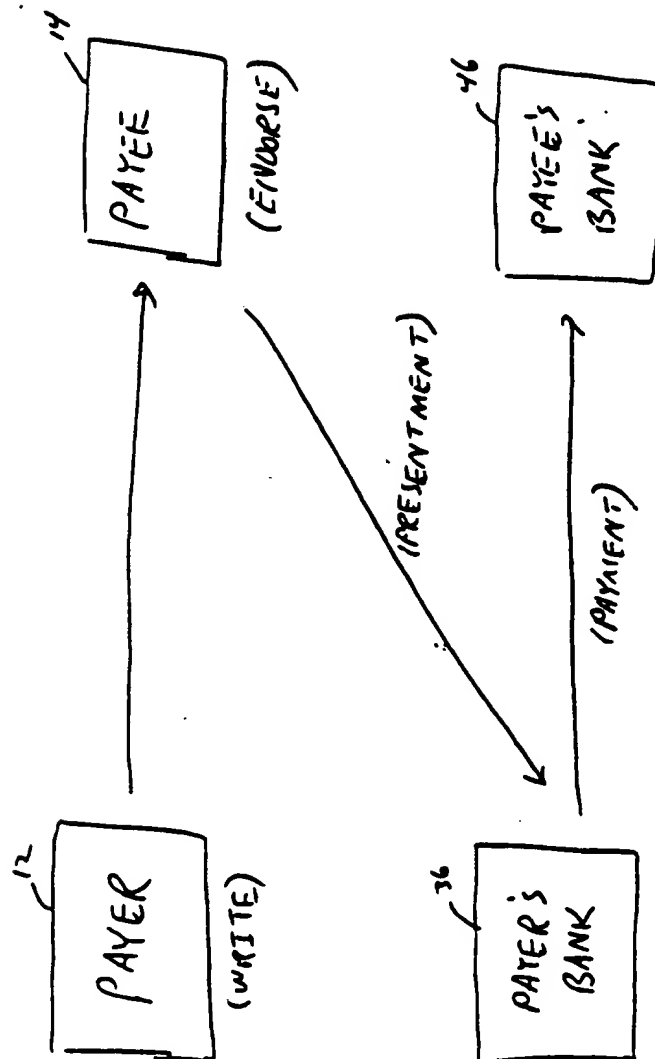 12
PAYER
(WRITE)
14
PAYEE
(ENDORSE)
(PRESENTMENT)
36
PAYER'S
BANK
(PAYMENT)
46
PAYEE'S
BANK